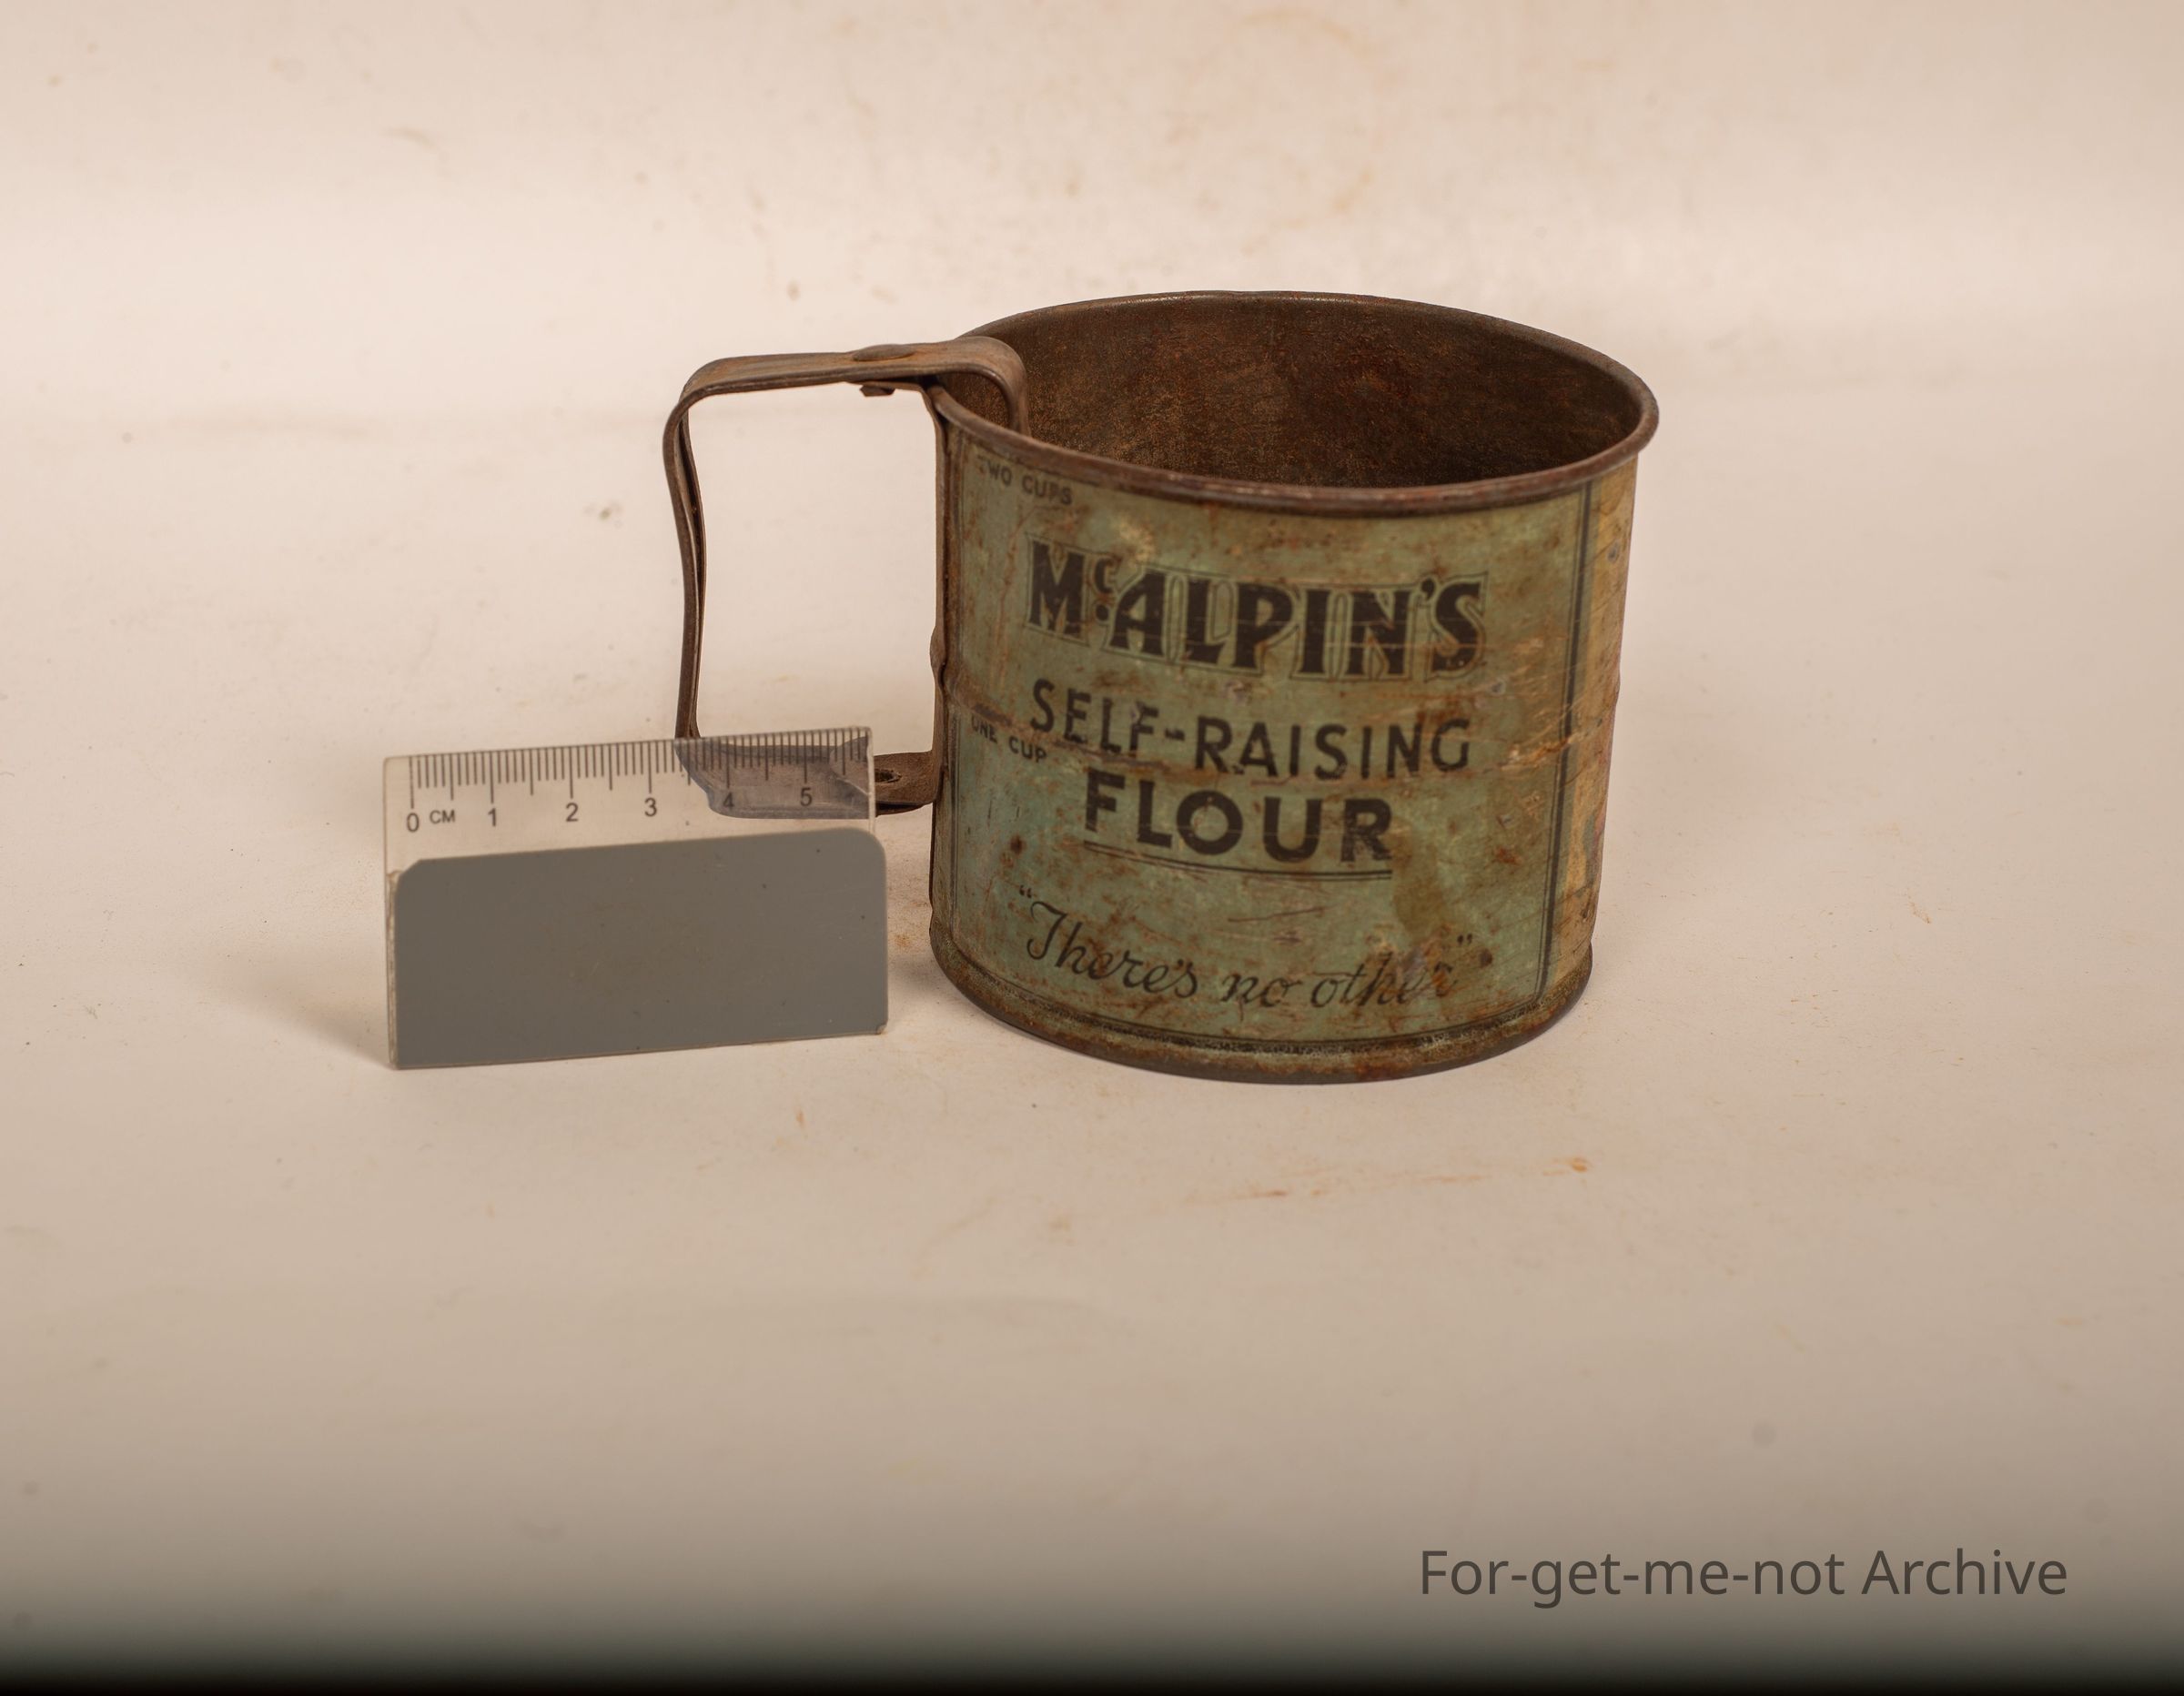 TWO CUPS
McALPIN'S
SELF-RAISING
ONE CUP
FLOUR
"There's no other"
0 CM 1 2 3 4 5
For-get-me-not Archive